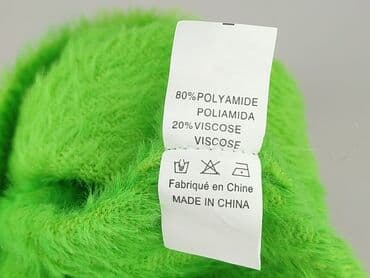 80% POLYAMIDE
POLIAMIDA
20% VISCOSE
VISCOSE
Fabriqué en Chine
MADE IN CHINA